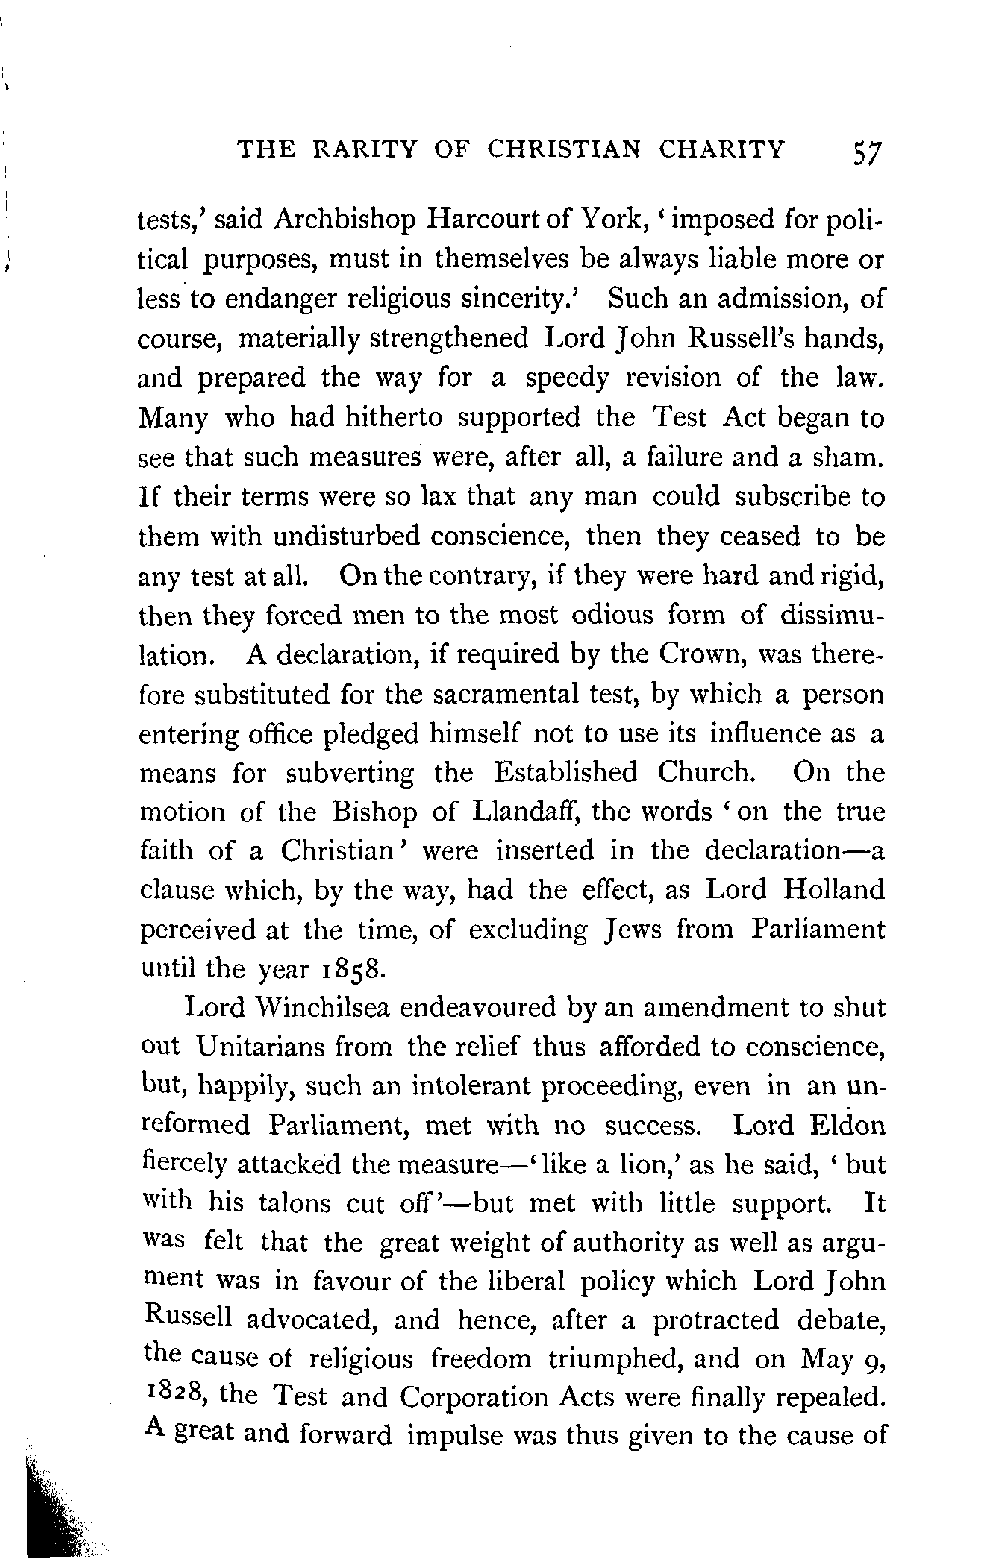 THE RARITY OF CHRISTIAN CHARITY 57
tests,’ said Archbishop Harcourt of York, ‘ imposed for poli-
tical purposes, must in themselves be always liable more or
less to endanger religious sincerity.’ Such an admission, of
course, materially strengthened Lord John Russell’s hands,
and prepared the way for a speedy revision of the law.
Many who had hitherto supported the Test Act began to
see that such measures were, after all, a failure and a sham.
If their terms were so lax that any man could subscribe to
them with undisturbed conscience, then they ceased to be
any test at all. On the contrary, if they were hard and rigid,
then they forced men to the most odious form of dissimu-
lation. A declaration, if required by the Crown, was there-
fore substituted for the sacramental test, by which a person
entering office pledged himself not to use its influence as a
means for subverting the Established Church. On the
motion of the Bishop of Llandaff, the words ‘ on the true
faith of a Christian ’ were inserted in the declaration—a
clause which, by the way, had the effect, as Lord Holland
perceived at the time, of excluding Jews from Parliament
until the year 1858.
Lord Winchilsea endeavoured by an amendment to shut
out Unitarians from the relief thus afforded to conscience,
but, happily, such an intolerant proceeding, even in an un-
reformed Parliament, met with no success. Lord Eldon
fiercely attacked the measure—‘like a lion,’ as he said, ‘ but
with his talons cut off’—but met with little support. It
was felt that the great weight of authority as well as argu-
ment was in favour of the liberal policy which Lord John
Russell advocated, and hence, after a protracted debate,
the cause of religious freedom triumphed, and on May 9,
1828, the Test and Corporation Acts were finally repealed.
A great and forward impulse was thus given to the cause of